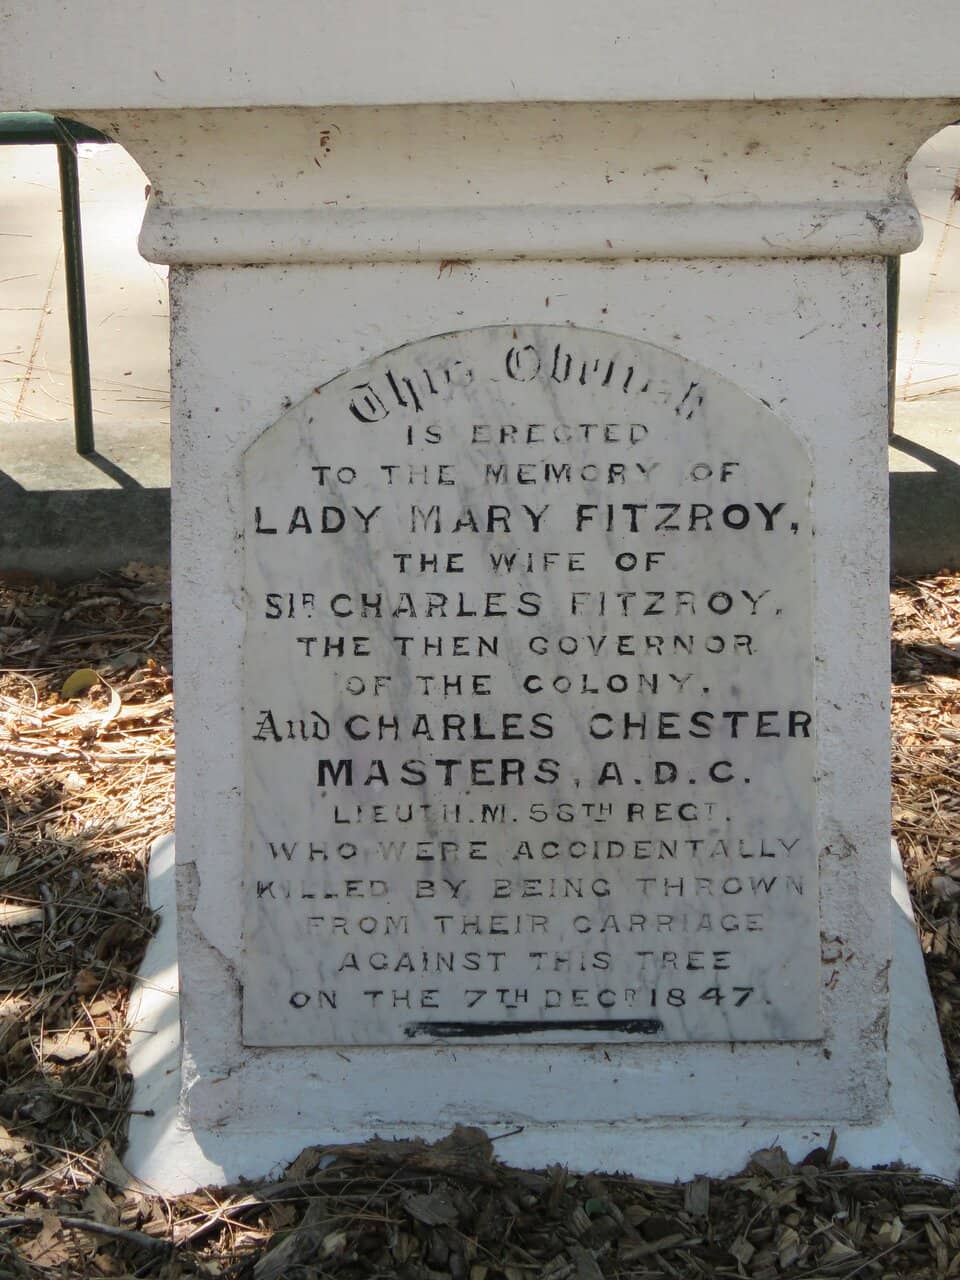 This Obelisk
IS ERECTED
TO THE MEMORY OF
LADY MARY FITZROY,
THE WIFE OF
SIR CHARLES FITZROY,
THE THEN GOVERNOR
OF THE COLONY.
And CHARLES CHESTER
MASTERS, A.D.C.
LIEUT H.M. 58TH REGT.
WHO WERE ACCIDENTALLY
KILLED BY BEING THROWN
FROM THEIR CARRIAGE
AGAINST THIS TREE
ON THE 7TH DECR 1847.